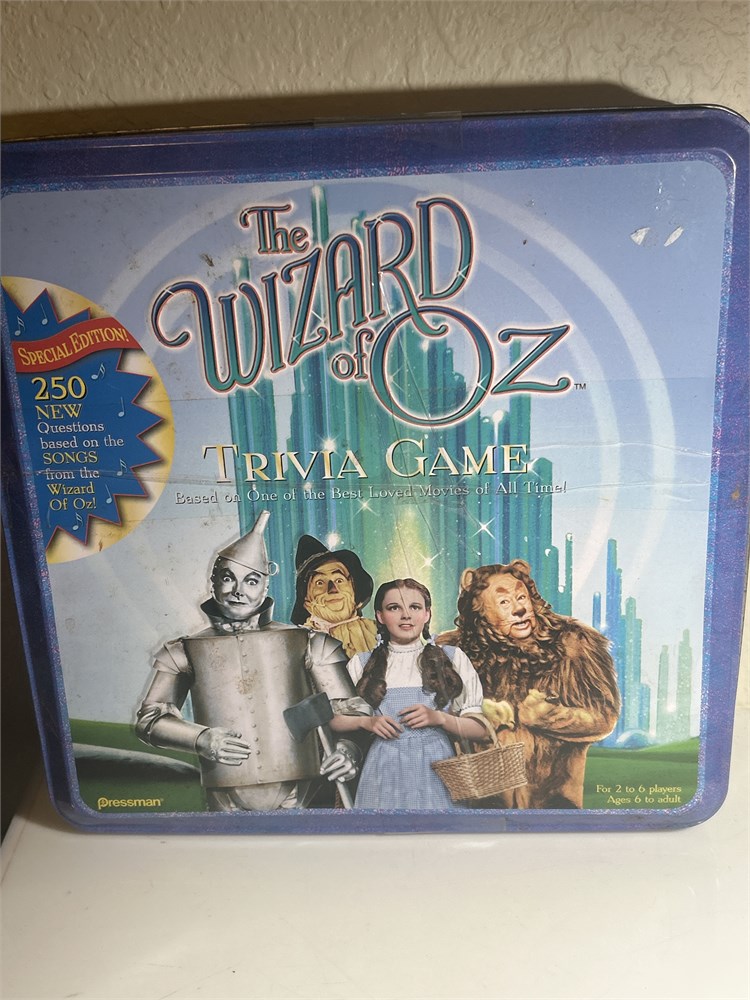 The
WIZARD
of OZ™
TRIVIA GAME
Based on One of the Best Loved Movies of All Time!
SPECIAL EDITION!
250
NEW
Questions
based on the
SONGS
from the
Wizard
Of Oz!
Pressman®
For 2 to 6 players
Ages 6 to adult